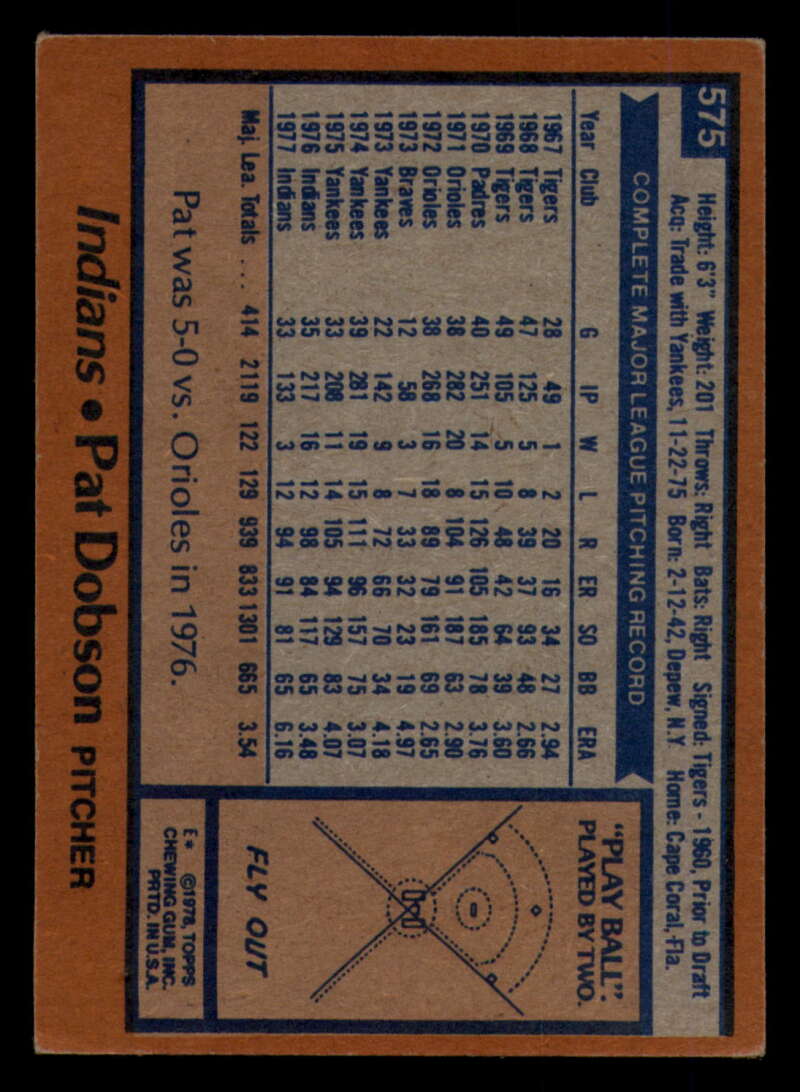 575
Height: 6'3" Weight: 201 Throws: Right Bats: Right Signed: Tigers - 1960, Prior to Draft
Acq: Trade with Yankees, 11-22-75 Born: 2-12-42, Depew, N.Y. Home: Cape Coral, Fla.
COMPLETE MAJOR LEAGUE PITCHING RECORD
Year Club G IP W L R ER SO BB ERA
1967 Tigers 28 49 1 2 20 16 34 27 2.94
1968 Tigers 47 125 5 8 39 37 93 48 2.66
1969 Tigers 49 105 5 10 48 42 64 39 3.60
1970 Padres 40 251 14 15 126 105 185 78 3.76
1971 Orioles 38 282 20 8 104 91 187 63 2.90
1972 Orioles 38 268 16 18 89 79 161 69 2.65
1973 Braves 12 58 3 7 33 32 23 19 4.97
1973 Yankees 22 142 9 8 72 66 70 34 4.18
1974 Yankees 39 281 19 15 111 96 157 75 3.07
1975 Yankees 33 208 11 14 105 94 129 83 4.07
1976 Indians 35 217 16 12 98 84 117 65 3.48
1977 Indians 33 133 3 12 94 91 81 65 6.16
Maj. Lea. Totals ... 414 2119 122 129 939 833 1301 665 3.54
Pat was 5-0 vs. Orioles in 1976.
Indians • Pat Dobson PITCHER
"PLAY BALL":
PLAYED BY TWO.
FLY OUT
E* ©1978, TOPPS
CHEWING GUM, INC.
PRTD. IN U.S.A.